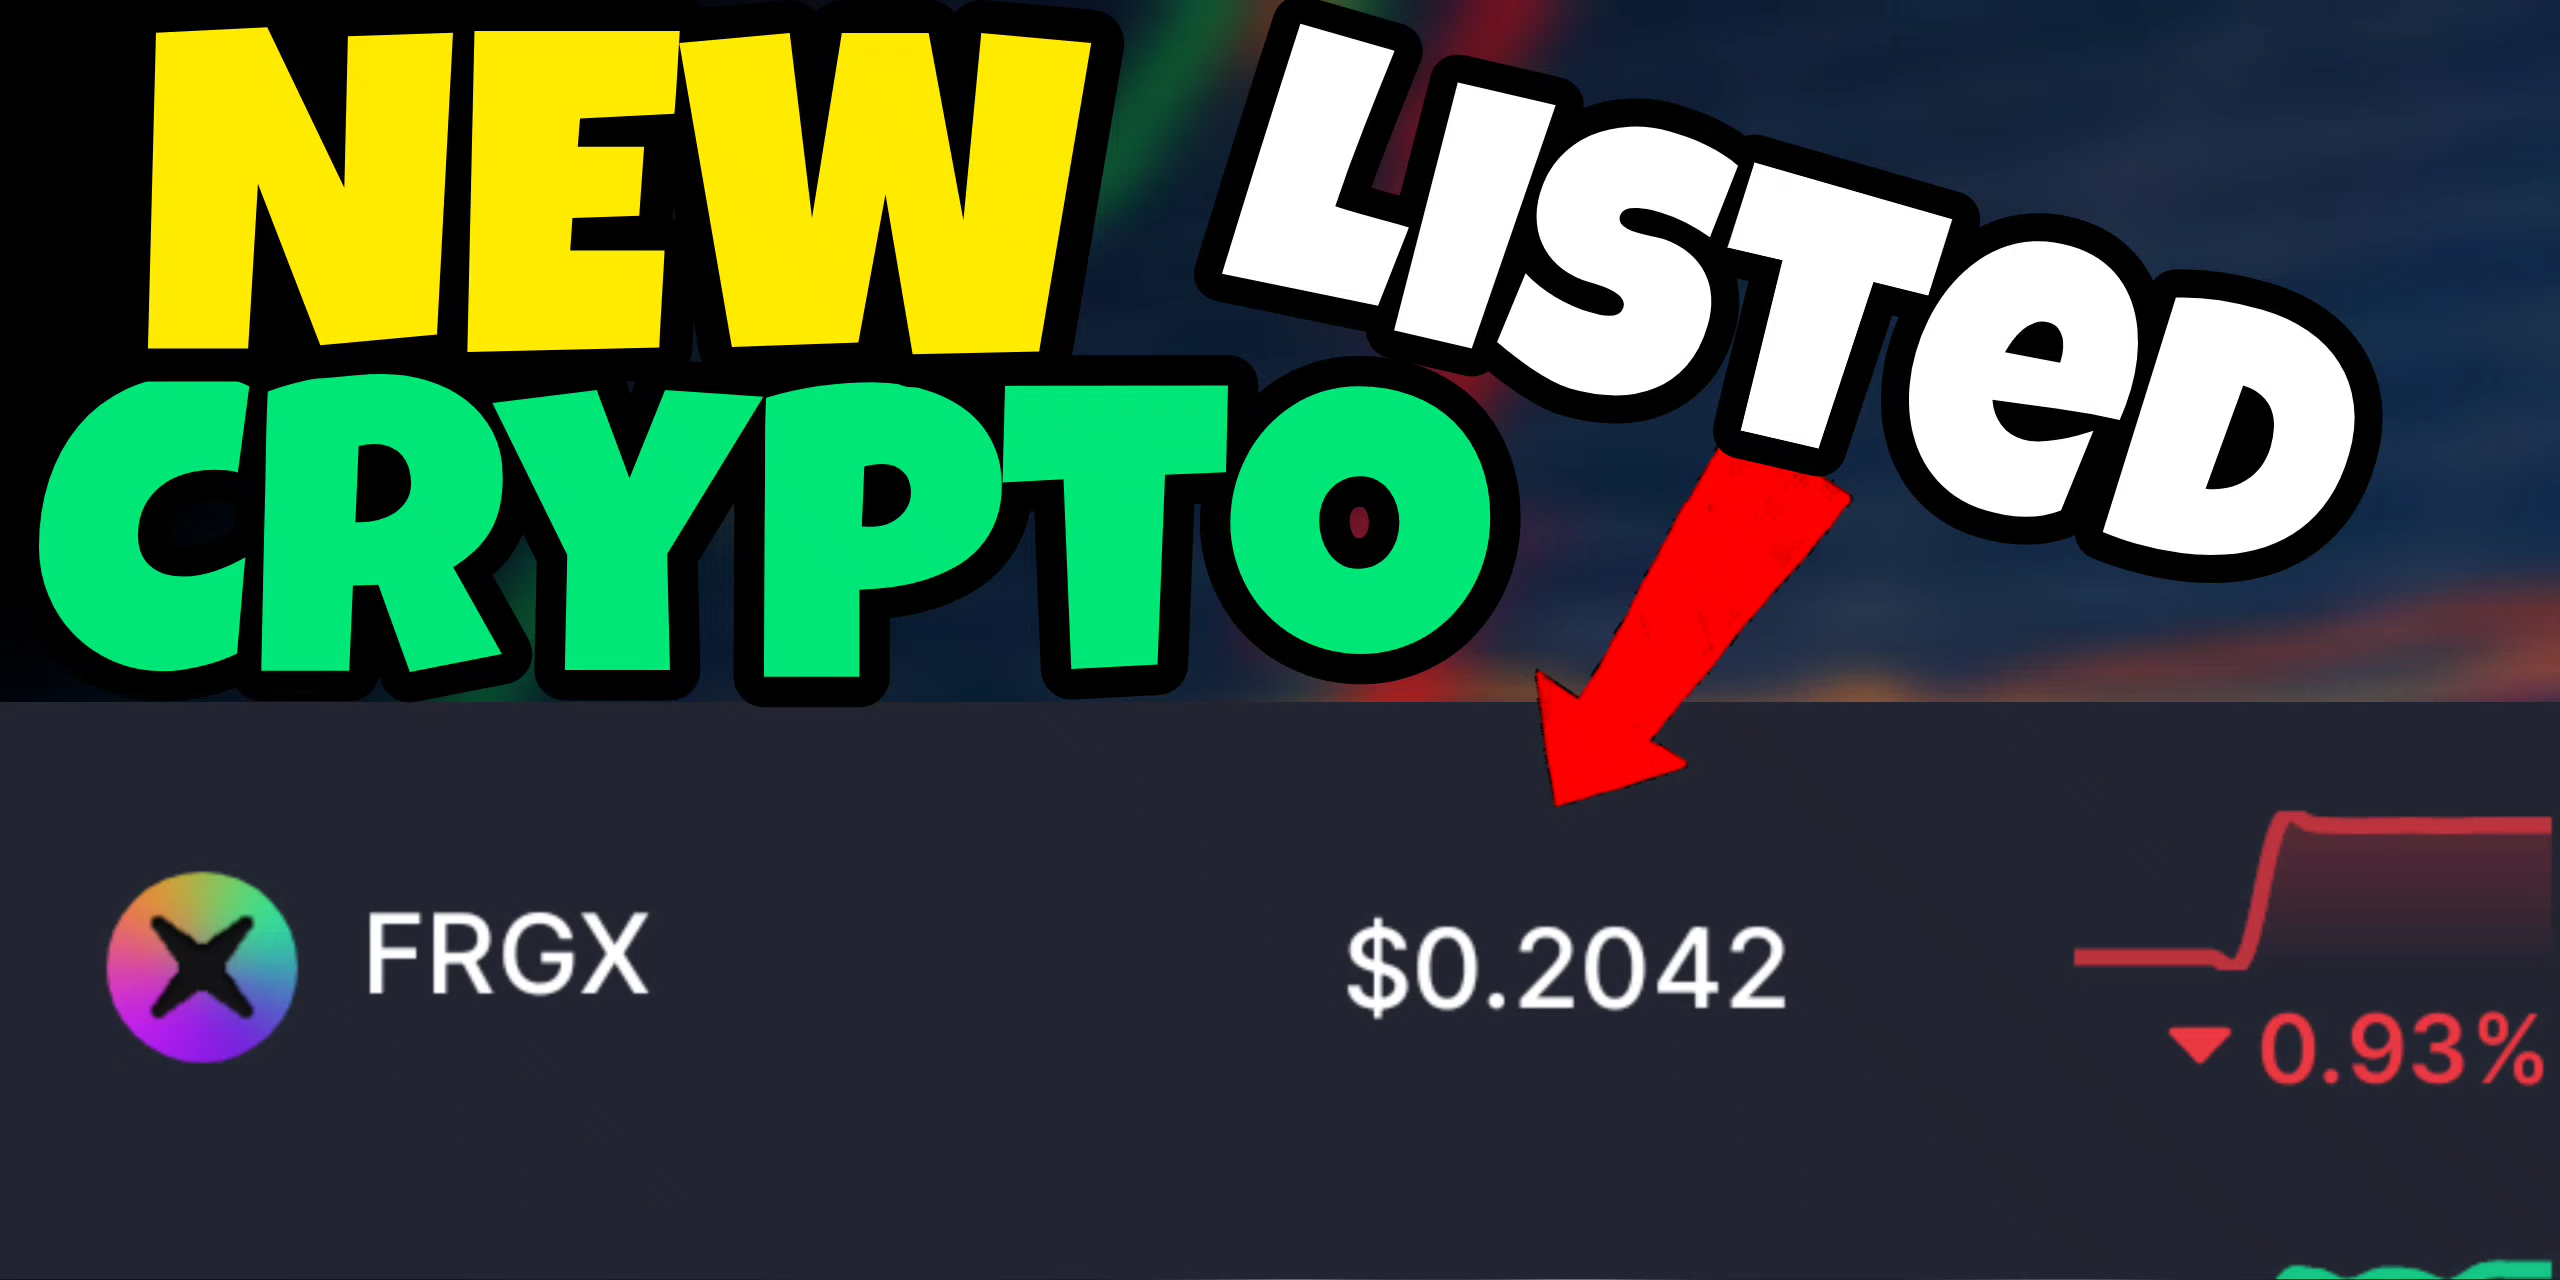 NEW
LISTeD
CRYPTO
FRGX
$0.2042
▼ 0.93%